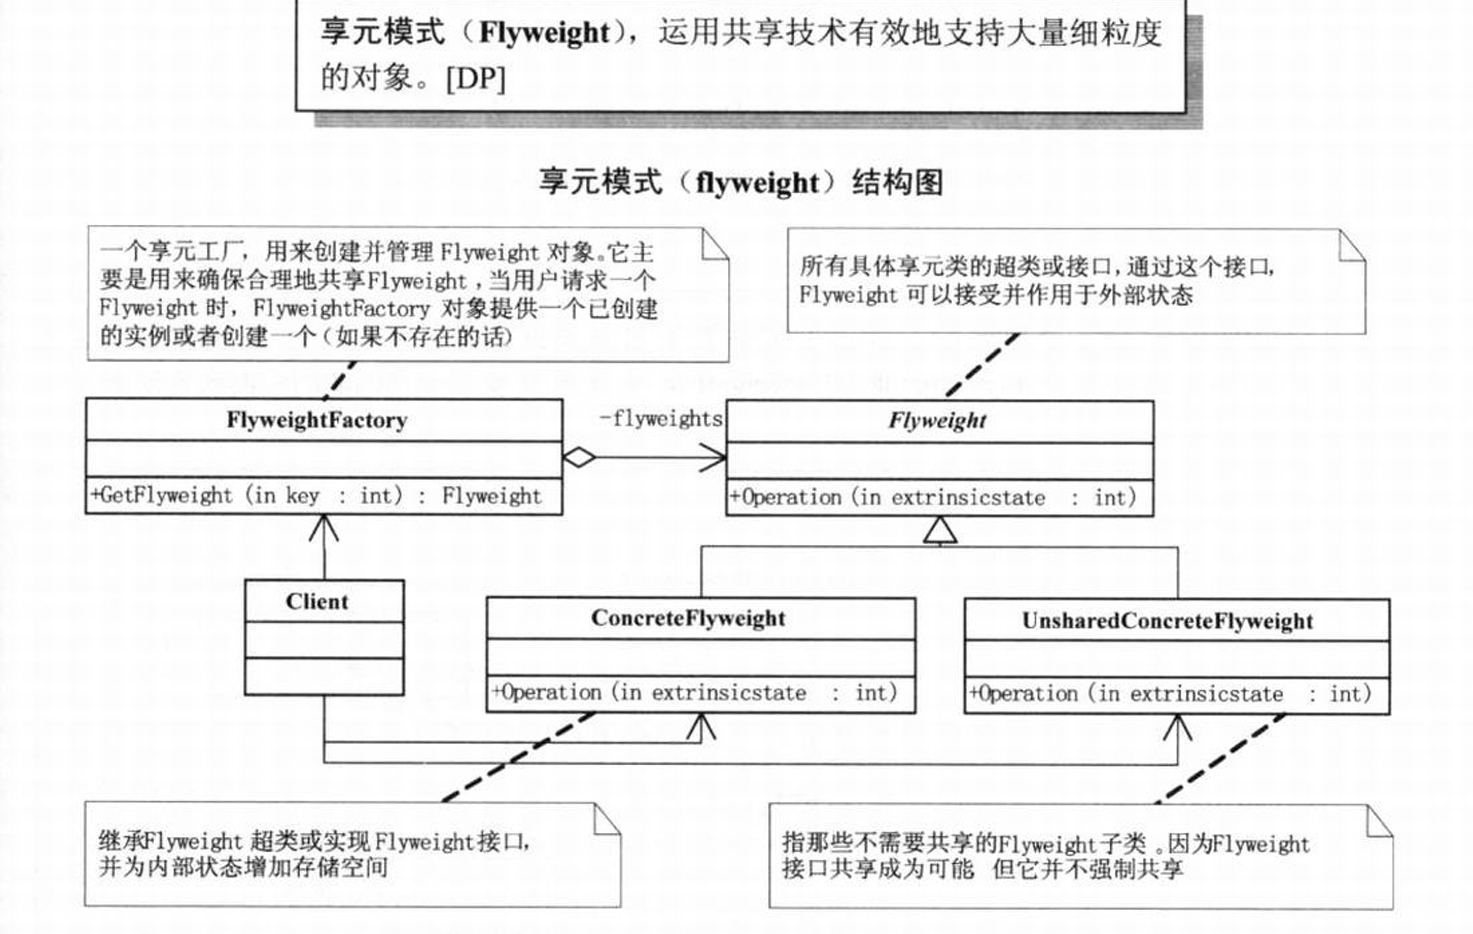 享元模式（Flyweight），运用共享技术有效地支持大量细粒度
的对象。[DP]
享元模式（flyweight）结构图
一个享元工厂，用来创建并管理 Flyweight 对象。它主
要是用来确保合理地共享Flyweight，当用户请求一个
Flyweight 时，FlyweightFactory 对象提供一个已创建
的实例或者创建一个（如果不存在的话）
所有具体享元类的超类或接口，通过这个接口，
Flyweight 可以接受并作用于外部状态
FlyweightFactory
+GetFlyweight (in key : int) : Flyweight
-flyweights
Flyweight
+Operation (in extrinsicstate : int)
Client
ConcreteFlyweight
+Operation (in extrinsicstate : int)
UnsharedConcreteFlyweight
+Operation (in extrinsicstate : int)
继承Flyweight 超类或实现 Flyweight接口，
并为内部状态增加存储空间
指那些不需要共享的Flyweight 子类。因为Flyweight
接口共享成为可能 但它并不强制共享